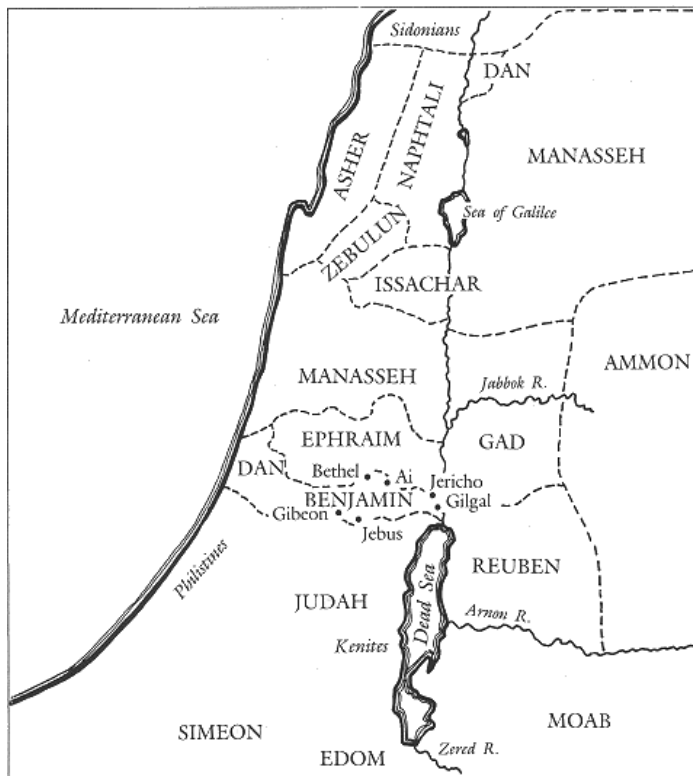 Sidonians
DAN
NAPHTALI
ASHER
MANASSEH
Sea of Galilee
ZEBULUN
ISSACHAR
Mediterranean Sea
AMMON
MANASSEH
Jabbok R.
EPHRAIM
GAD
DAN
Bethel
Ai
Jericho
BENJAMIN
Gilgal
Gibeon
Jebus
Philistines
REUBEN
Dead Sea
JUDAH
Arnon R.
Kenites
SIMEON
MOAB
EDOM
Zered R.